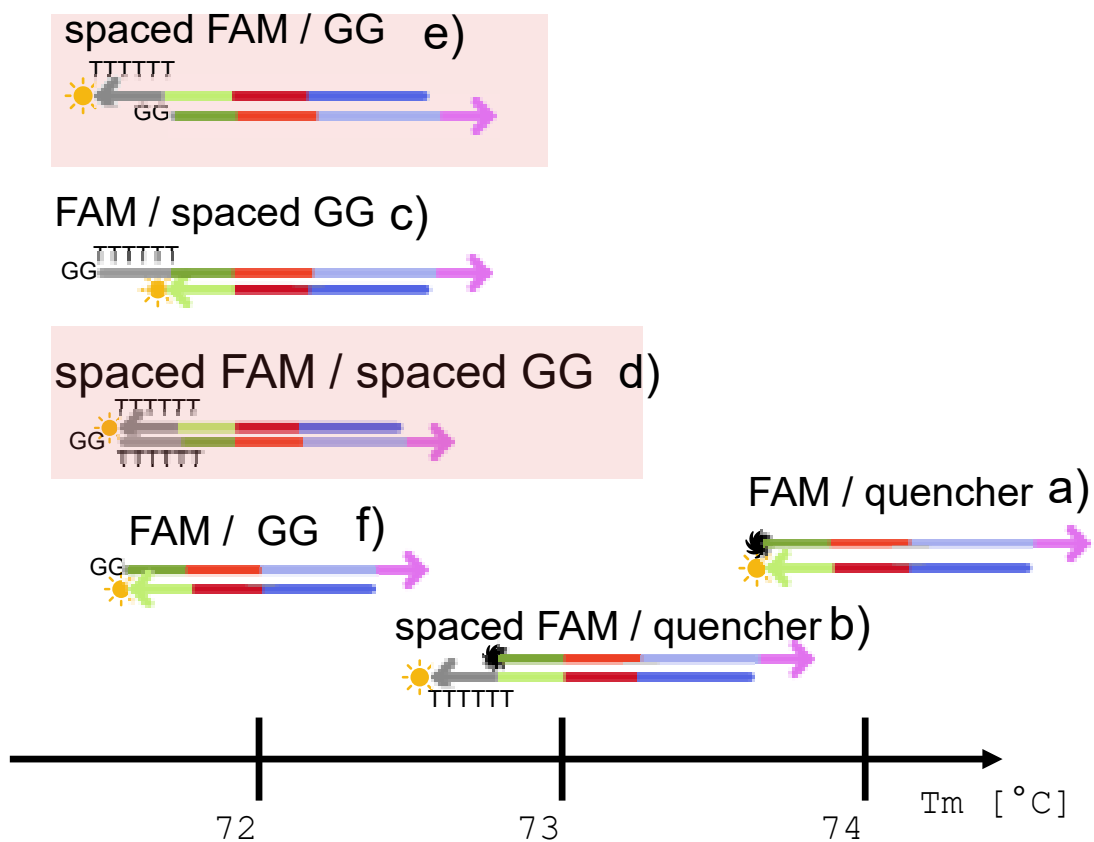 spaced FAM / GG e)
TTTTTT
GG
FAM / spaced GG c)
TTTTTT
GG
spaced FAM / spaced GG d)
TTTTTT
GG
TTTTTT
FAM / quencher a)
FAM / GG f)
GG
spaced FAM / quencher b)
TTTTTT
72
73
74
Tm [°C]